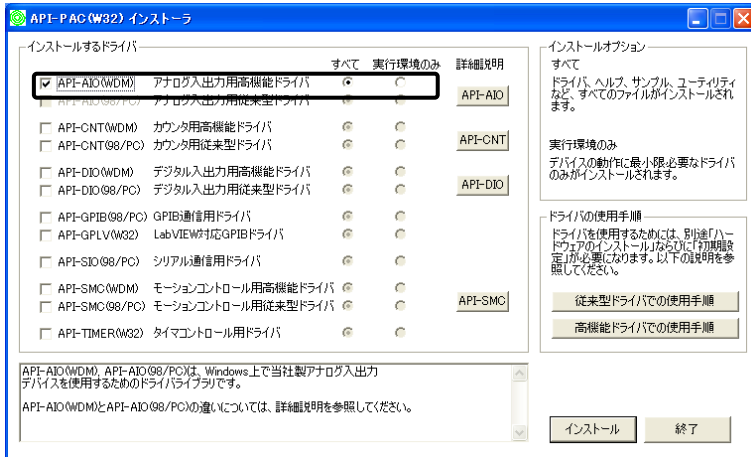 API-PAC(W32) インストーラ
インストールするドライバ
すべて 実行環境のみ 詳細説明
API-AIO(WDM) アナログ入出力用高機能ドライバ
API-AIO(98/PC) アナログ入出力用従来型ドライバ
API-AIO
API-CNT(WDM) カウンタ用高機能ドライバ
API-CNT(98/PC) カウンタ用従来型ドライバ
API-CNT
API-DIO(WDM) デジタル入出力用高機能ドライバ
API-DIO(98/PC) デジタル入出力用従来型ドライバ
API-DIO
API-GPIB(98/PC) GPIB通信用ドライバ
API-GPLV(W32) LabVIEW対応GPIBドライバ
API-SIO(98/PC) シリアル通信用ドライバ
API-SMC(WDM) モーションコントロール用高機能ドライバ
API-SMC(98/PC) モーションコントロール用従来型ドライバ
API-SMC
API-TIMER(W32) タイマコントロール用ドライバ
API-AIO(WDM), API-AIO(98/PC)は、Windows上で当社製アナログ入出力
デバイスを使用するためのドライバライブラリです。
API-AIO(WDM)とAPI-AIO(98/PC)の違いについては、詳細説明を参照してください。
インストールオプション
すべて
ドライバ、ヘルプ、サンプル、ユーティリティ
など、すべてのファイルがインストールされ
ます。
実行環境のみ
デバイスの動作に最小限必要なドライバ
のみがインストールされます。
ドライバの使用手順
ドライバを使用するためには、別途「ハー
ドウェアのインストール」ならびに「初期設
定」が必要になります。以下の説明を参
照してください。
従来型ドライバでの使用手順
高機能ドライバでの使用手順
インストール 終了